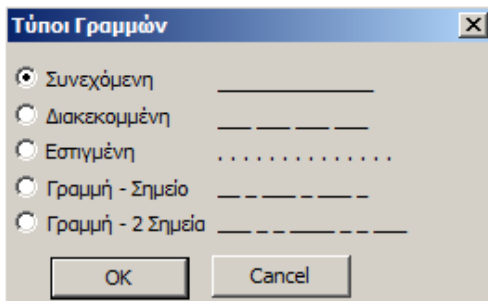 Τύποι Γραμμών
Συνεχόμενη
Διακεκομμένη
Εστιγμένη
Γραμμή - Σημείο
Γραμμή - 2 Σημεία
OK Cancel